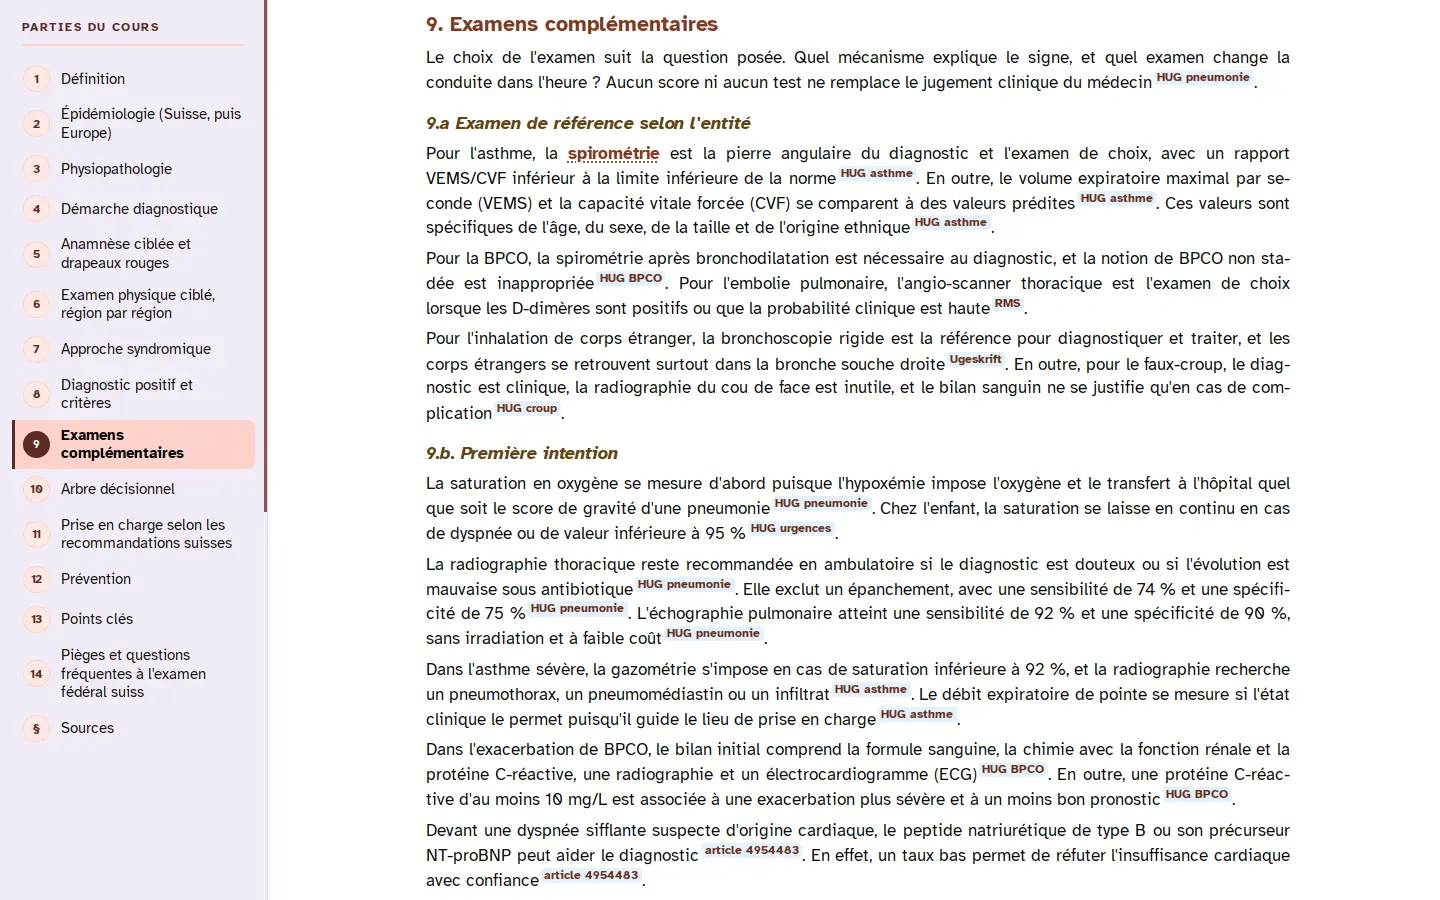 PARTIES DU COURS
1 Définition
2 Épidémiologie (Suisse, puis
Europe)
3 Physiopathologie
4 Démarche diagnostique
5 Anamnèse ciblée et
drapeaux rouges
6 Examen physique ciblé,
région par région
7 Approche syndromique
8 Diagnostic positif et
critères
9 Examens
complémentaires
10 Arbre décisionnel
11 Prise en charge selon les
recommandations suisses
12 Prévention
13 Points clés
14 Pièges et questions
fréquentes à l'examen
fédéral suiss
§ Sources
9. Examens complémentaires
Le choix de l'examen suit la question posée. Quel mécanisme explique le signe, et quel examen change la
conduite dans l'heure ? Aucun score ni aucun test ne remplace le jugement clinique du médecin HUG pneumonie.
9.a Examen de référence selon l'entité
Pour l'asthme, la spirométrie est la pierre angulaire du diagnostic et l'examen de choix, avec un rapport
VEMS/CVF inférieur à la limite inférieure de la norme HUG asthme. En outre, le volume expiratoire maximal par se-
conde (VEMS) et la capacité vitale forcée (CVF) se comparent à des valeurs prédites HUG asthme. Ces valeurs sont
spécifiques de l'âge, du sexe, de la taille et de l'origine ethnique HUG asthme.
Pour la BPCO, la spirométrie après bronchodilatation est nécessaire au diagnostic, et la notion de BPCO non sta-
dée est inappropriée HUG BPCO. Pour l'embolie pulmonaire, l'angio-scanner thoracique est l'examen de choix
lorsque les D-dimères sont positifs ou que la probabilité clinique est haute RMS.
Pour l'inhalation de corps étranger, la bronchoscopie rigide est la référence pour diagnostiquer et traiter, et les
corps étrangers se retrouvent surtout dans la bronche souche droite Ugeskrift. En outre, pour le faux-croup, le diag-
nostic est clinique, la radiographie du cou de face est inutile, et le bilan sanguin ne se justifie qu'en cas de com-
plication HUG croup.
9.b. Première intention
La saturation en oxygène se mesure d'abord puisque l'hypoxémie impose l'oxygène et le transfert à l'hôpital quel
que soit le score de gravité d'une pneumonie HUG pneumonie. Chez l'enfant, la saturation se laisse en continu en cas
de dyspnée ou de valeur inférieure à 95 % HUG urgences.
La radiographie thoracique reste recommandée en ambulatoire si le diagnostic est douteux ou si l'évolution est
mauvaise sous antibiotique HUG pneumonie. Elle exclut un épanchement, avec une sensibilité de 74 % et une spécifi-
cité de 75 % HUG pneumonie. L'échographie pulmonaire atteint une sensibilité de 92 % et une spécificité de 90 %,
sans irradiation et à faible coût HUG pneumonie.
Dans l'asthme sévère, la gazométrie s'impose en cas de saturation inférieure à 92 %, et la radiographie recherche
un pneumothorax, un pneumomédiastin ou un infiltrat HUG asthme. Le débit expiratoire de pointe se mesure si l'état
clinique le permet puisqu'il guide le lieu de prise en charge HUG asthme.
Dans l'exacerbation de BPCO, le bilan initial comprend la formule sanguine, la chimie avec la fonction rénale et la
protéine C-réactive, une radiographie et un électrocardiogramme (ECG) HUG BPCO. En outre, une protéine C-réac-
tive d'au moins 10 mg/L est associée à une exacerbation plus sévère et à un moins bon pronostic HUG BPCO.
Devant une dyspnée sifflante suspecte d'origine cardiaque, le peptide natriurétique de type B ou son précurseur
NT-proBNP peut aider le diagnostic article 4954483. En effet, un taux bas permet de réfuter l'insuffisance cardiaque
avec confiance article 4954483.